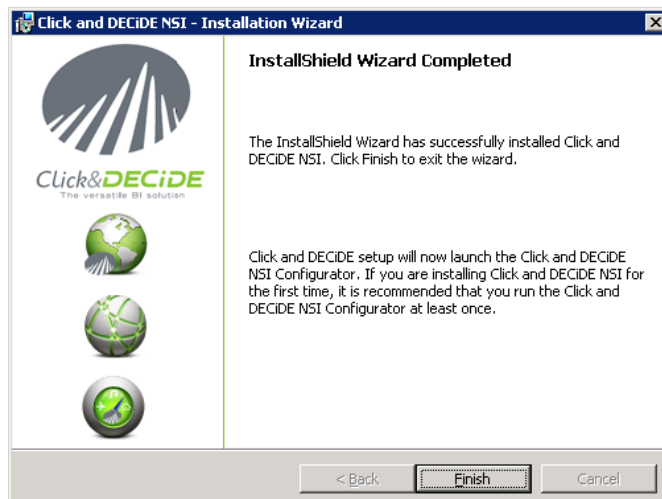 Click and DECiDE NSI - Installation Wizard
InstallShield Wizard Completed
The InstallShield Wizard has successfully installed Click and
DECiDE NSI. Click Finish to exit the wizard.
Click&DECiDE
The versatile BI solution
Click and DECiDE setup will now launch the Click and DECiDE
NSI Configurator. If you are installing Click and DECiDE NSI for
the first time, it is recommended that you run the Click and
DECiDE NSI Configurator at least once.
< Back
Finish
Cancel